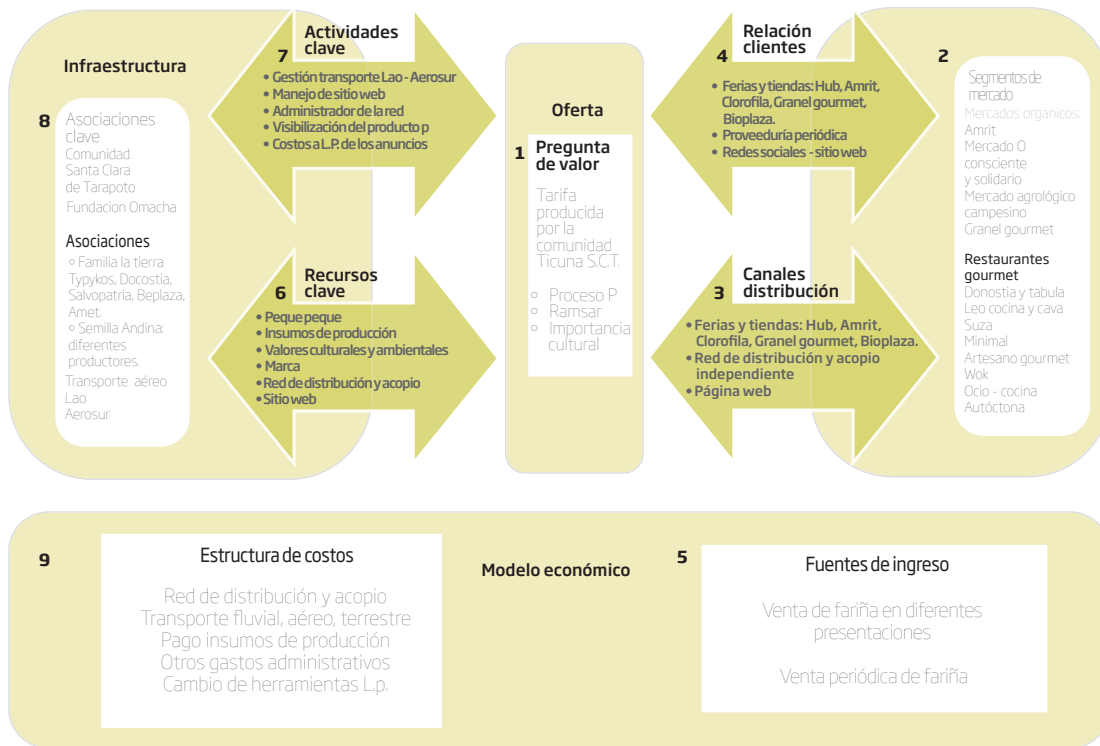 Infraestructura
8
Asociaciones
clave
Comunidad
Santa Clara
de Tarapoto
Fundacion Omacha
Asociaciones
◦ Familia la tierra
Typykos, Docostia,
Salvopatria, Beplaza,
Amet.
◦ Semilla Andina:
diferentes
productores.
Transporte aéreo
Lao
Aerosur
7
Actividades
clave
• Gestión transporte Lao - Aerosur
• Manejo de sitio web
• Administrador de la red
• Visibilización del producto p
• Costos a L.P. de los anuncios
6
Recursos
clave
• Peque peque
• Insumos de producción
• Valores culturales y ambientales
• Marca
• Red de distribución y acopio
• Sitio web
Oferta
1
Pregunta
de valor
Tarifa
producida
por la
comunidad
Ticuna S.C.T.
◦ Proceso P
◦ Ramsar
◦ Importancia
cultural
4
Relación
clientes
• Ferias y tiendas: Hub, Amrit,
Clorofila, Granel gourmet,
Bioplaza.
• Proveeduría periódica
• Redes sociales - sitio web
3
Canales
distribución
• Ferias y tiendas: Hub, Amrit,
Clorofila, Granel gourmet, Bioplaza.
• Red de distribución y acopio
independiente
• Página web
2
Segmentos de
mercado
Mercados organicos:
Amrit
Mercado O
consciente
y solidario
Mercado agrológico
campesino
Granel gourmet
Restaurantes
gourmet
Donostia y tabula
Leo cocina y cava
Suza
Minimal
Artesano gourmet
Wok
Ocio - cocina
Autóctona
9
Estructura de costos
Red de distribución y acopio
Transporte fluvial, aéreo, terrestre
Pago insumos de producción
Otros gastos administrativos
Cambio de herramientas L.p.
Modelo económico
5
Fuentes de ingreso
Venta de fariña en diferentes
presentaciones
Venta periódica de fariña